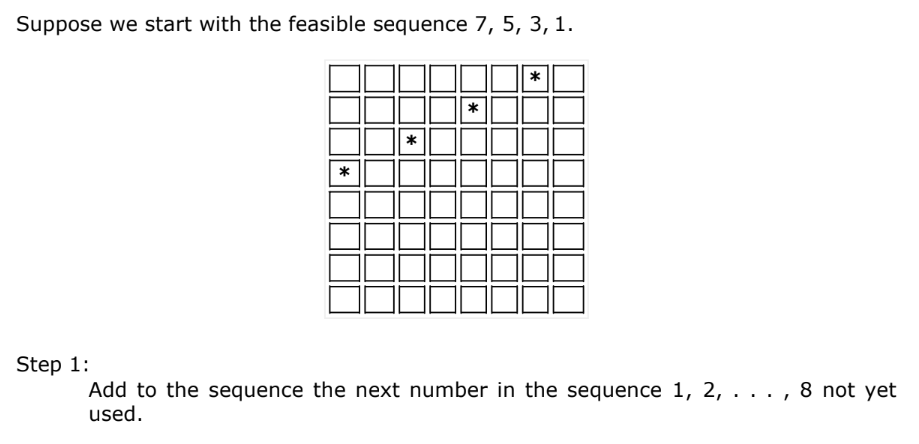 Suppose we start with the feasible sequence 7, 5, 3, 1.
*
*
*
*
Step 1:
Add to the sequence the next number in the sequence 1, 2, . . . , 8 not yet
used.